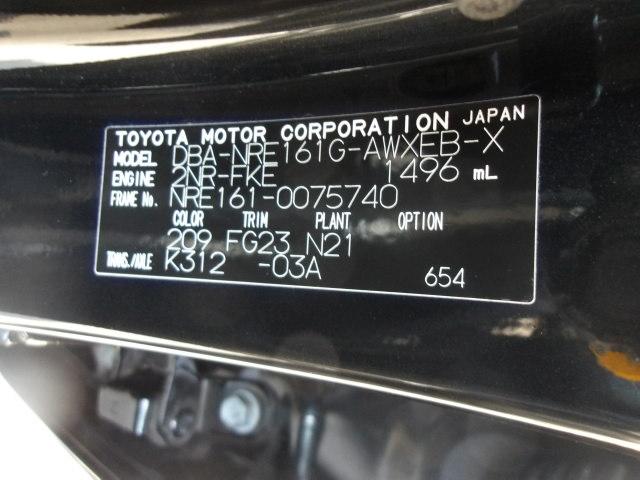 TOYOTA MOTOR CORPORATION JAPAN
MODEL DBA-NRE161G-AWXEB-X
ENGINE 2NR-FKE 1496 mL
FRAME No. NRE161-0075740
COLOR TRIM PLANT OPTION
209 FG23 N21
TRANS./AXLE K312 -03A
654